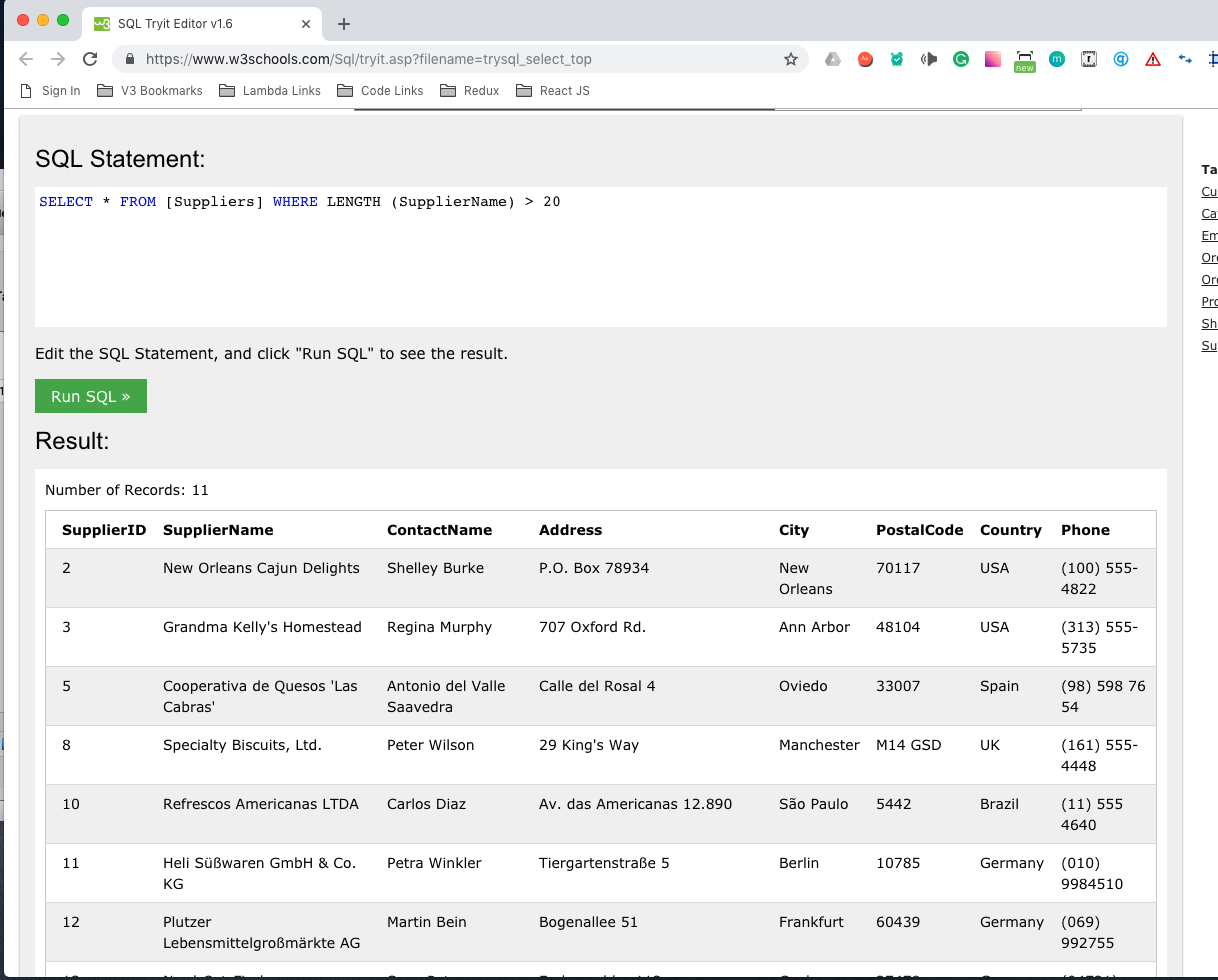 SQL Tryit Editor v1.6
https://www.w3schools.com/Sql/tryit.asp?filename=trysql_select_top
new
Sign In V3 Bookmarks Lambda Links Code Links Redux React JS
SQL Statement:
SELECT * FROM [Suppliers] WHERE LENGTH (SupplierName) > 20
Edit the SQL Statement, and click "Run SQL" to see the result.
Run SQL »
Result:
Number of Records: 11
SupplierID SupplierName ContactName Address City PostalCode Country Phone
2 New Orleans Cajun Delights Shelley Burke P.O. Box 78934 New 70117 USA (100) 555-
Orleans 4822
3 Grandma Kelly's Homestead Regina Murphy 707 Oxford Rd. Ann Arbor 48104 USA (313) 555-
5735
5 Cooperativa de Quesos 'Las Antonio del Valle Calle del Rosal 4 Oviedo 33007 Spain (98) 598 76
Cabras' Saavedra 54
8 Specialty Biscuits, Ltd. Peter Wilson 29 King's Way Manchester M14 GSD UK (161) 555-
4448
10 Refrescos Americanas LTDA Carlos Diaz Av. das Americanas 12.890 São Paulo 5442 Brazil (11) 555
4640
11 Heli Süßwaren GmbH & Co. Petra Winkler Tiergartenstraße 5 Berlin 10785 Germany (010)
KG 9984510
12 Plutzer Martin Bein Bogenallee 51 Frankfurt 60439 Germany (069)
Lebensmittelgroßmärkte AG 992755
Ta
Cu
Ca
Em
Ord
Ord
Pro
Sh
Su